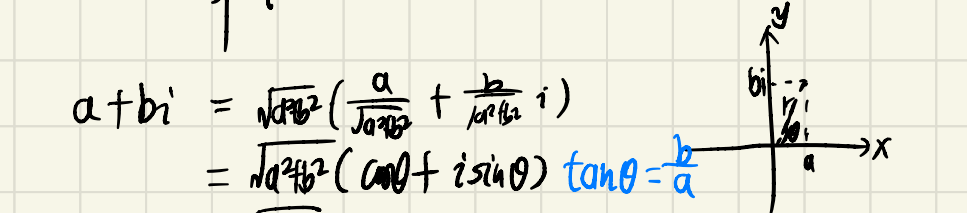 a+bi = √a²+b² ( a/√a²+b² + b/√a²+b² i )
= √a²+b² ( cosθ + i sinθ ) tanθ = b/a
y
bi
r
θ
x
a